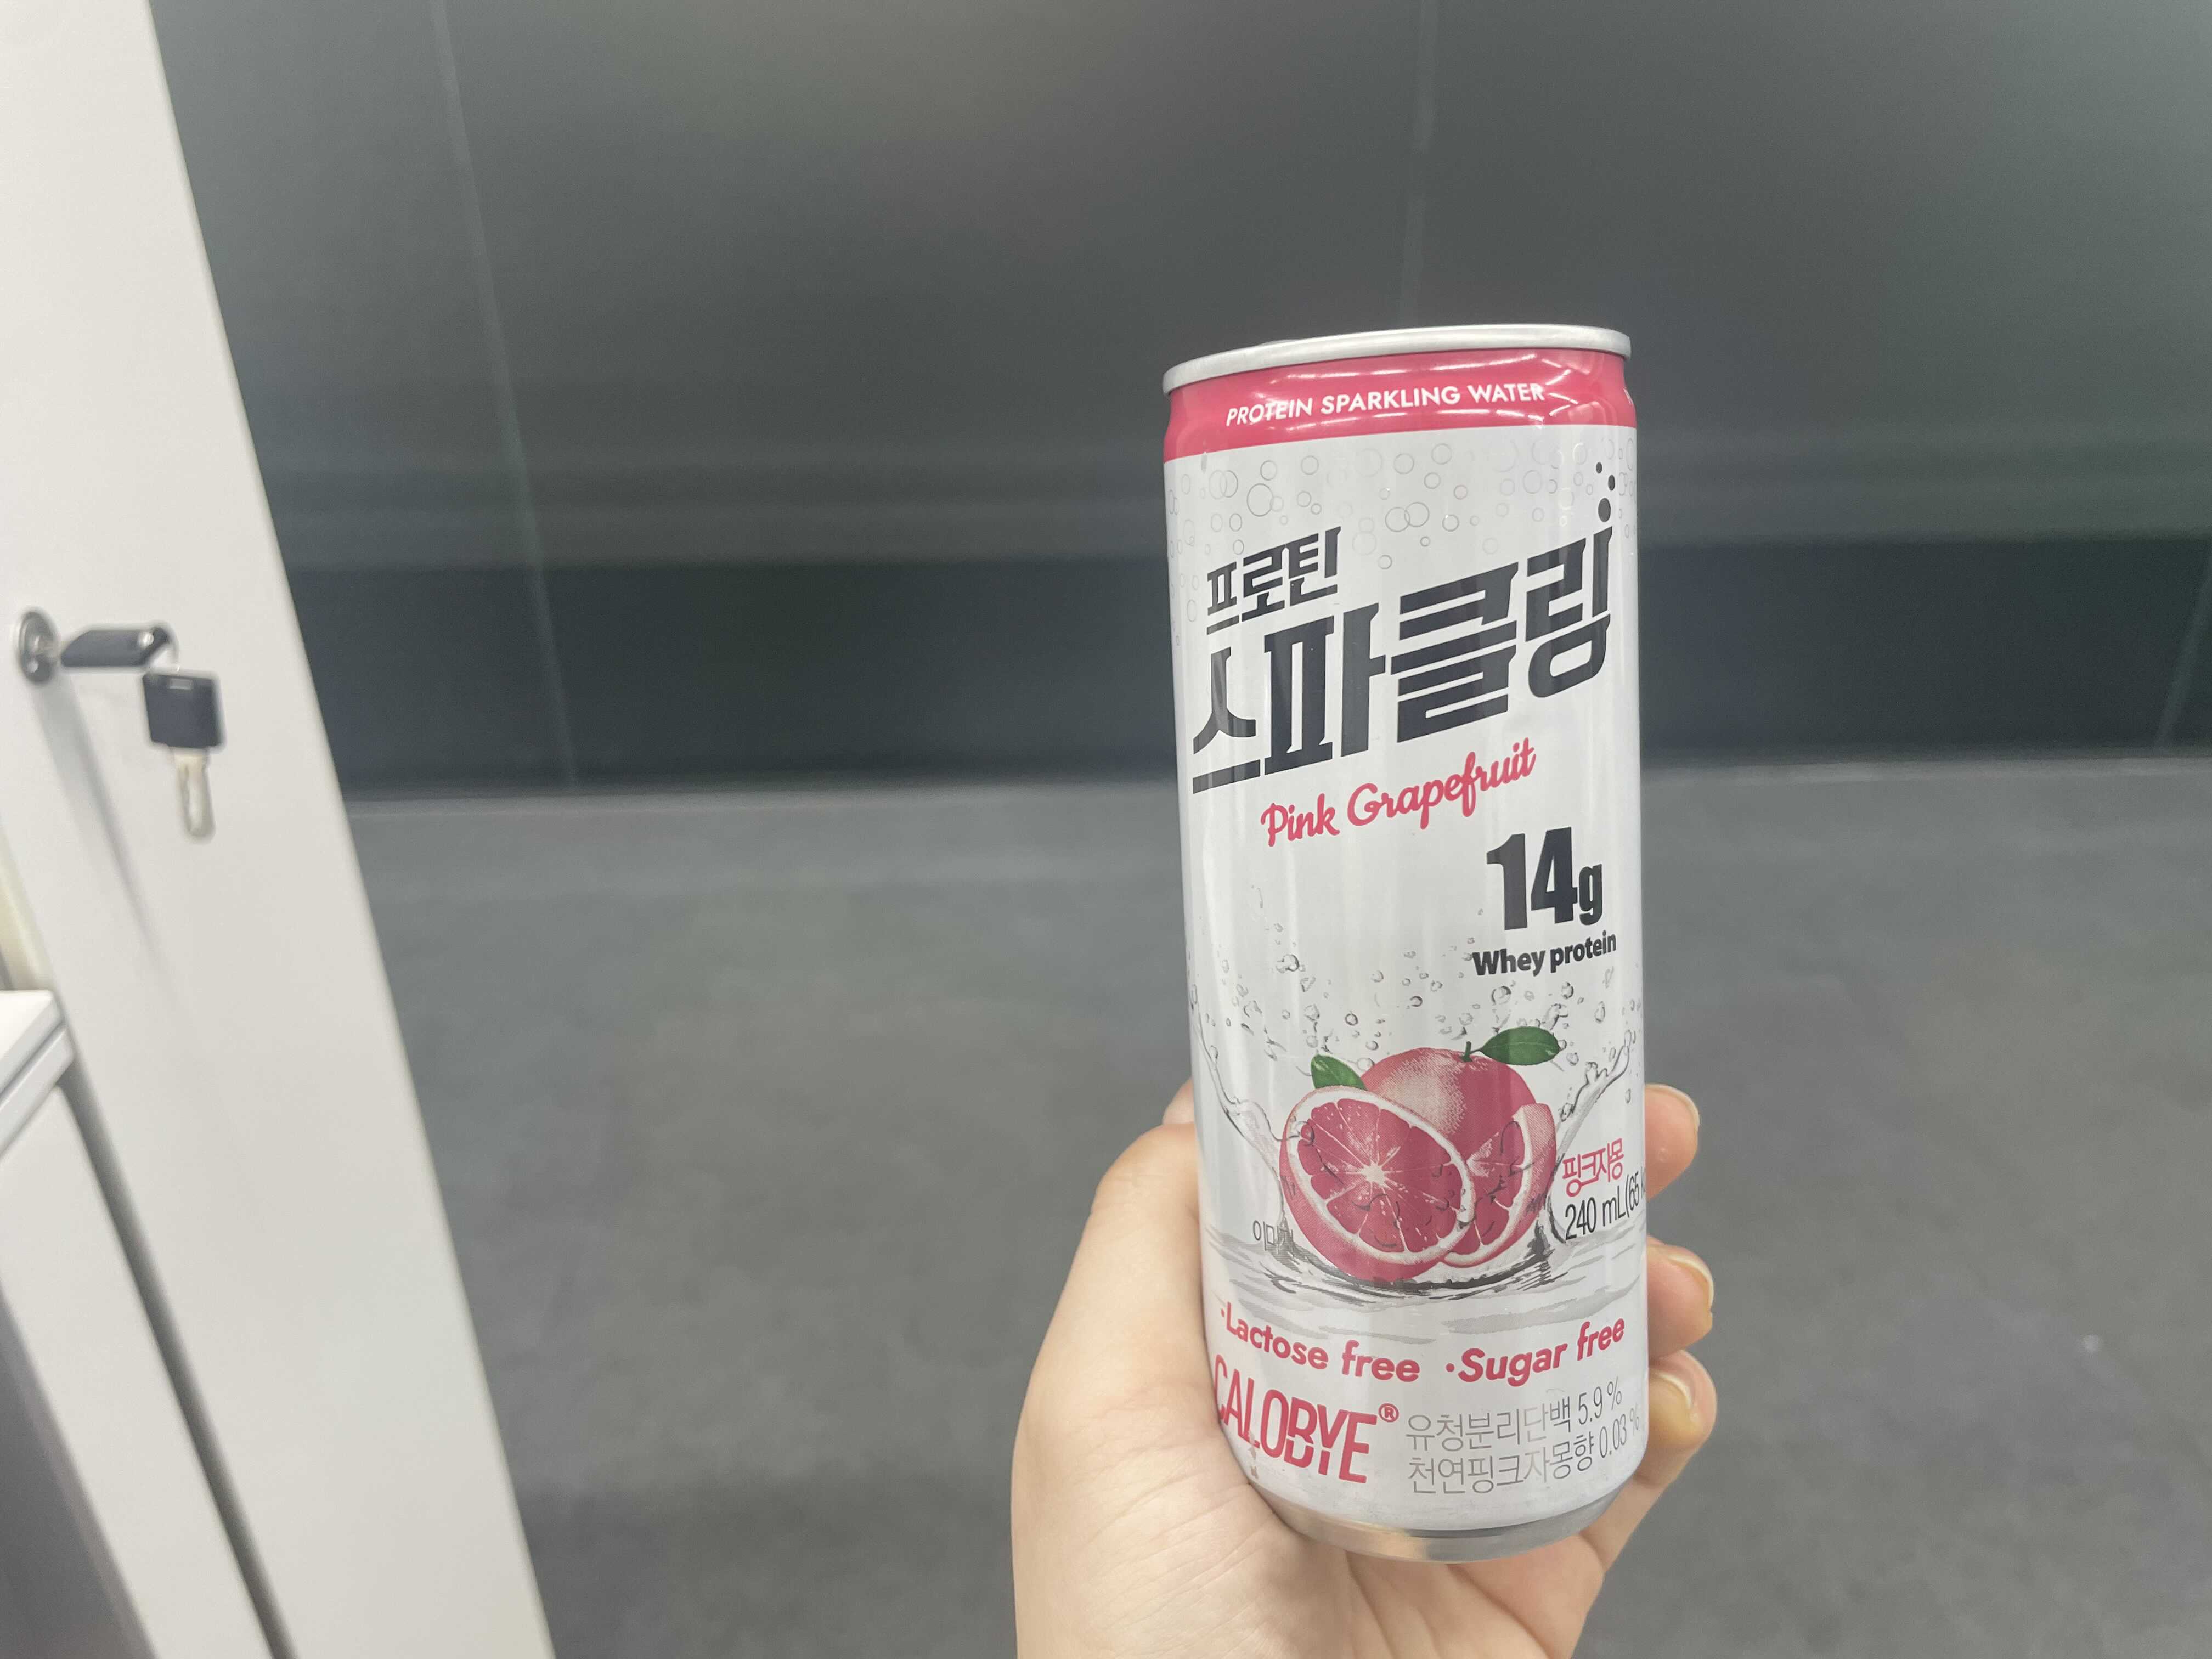 PROTEIN SPARKLING WATER
프로틴
스파클링
Pink Grapefruit
14g
Whey protein
핑크자몽
240 mL(65
·Lactose free ·Sugar free
CALOBYE®
유청분리단백 5.9 %
천연핑크자몽향 0.03 %